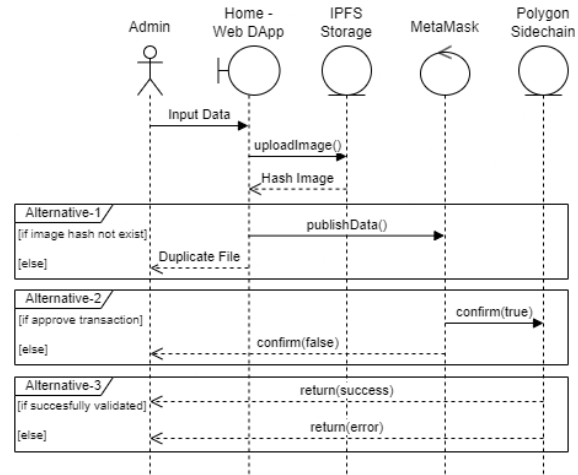 Admin
Home -
Web DApp
IPFS
Storage
MetaMask
Polygon
Sidechain
Input Data
uploadImage()
Hash Image
Alternative-1
[if image hash not exist]
publishData()
[else]
Duplicate File
Alternative-2
[if approve transaction]
confirm(true)
[else]
confirm(false)
Alternative-3
[if succesfully validated]
return(success)
[else]
return(error)